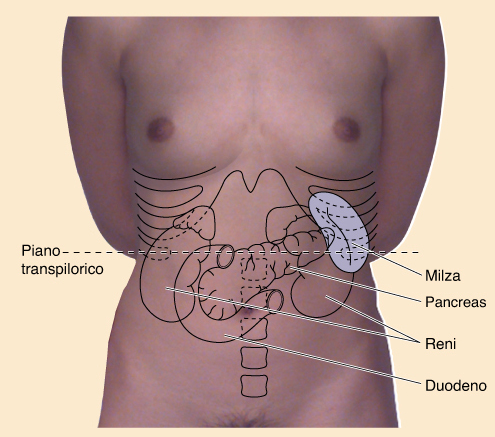 Piano
transpilorico
Milza
Pancreas
Reni
Duodeno